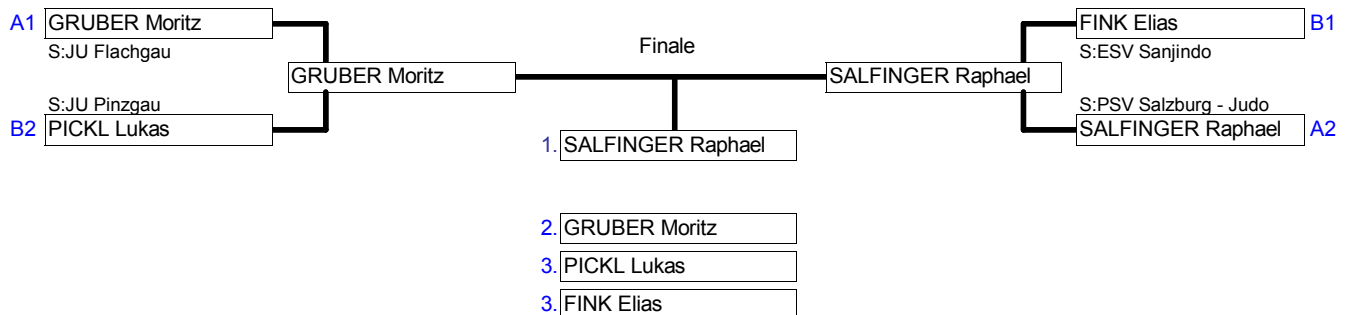 A1 GRUBER Moritz
S:JU Flachgau
GRUBER Moritz
S:JU Pinzgau
B2 PICKL Lukas
Finale
FINK Elias B1
S:ESV Sanjindo
SALFINGER Raphael
S:PSV Salzburg - Judo
SALFINGER Raphael A2
1. SALFINGER Raphael
2. GRUBER Moritz
3. PICKL Lukas
3. FINK Elias